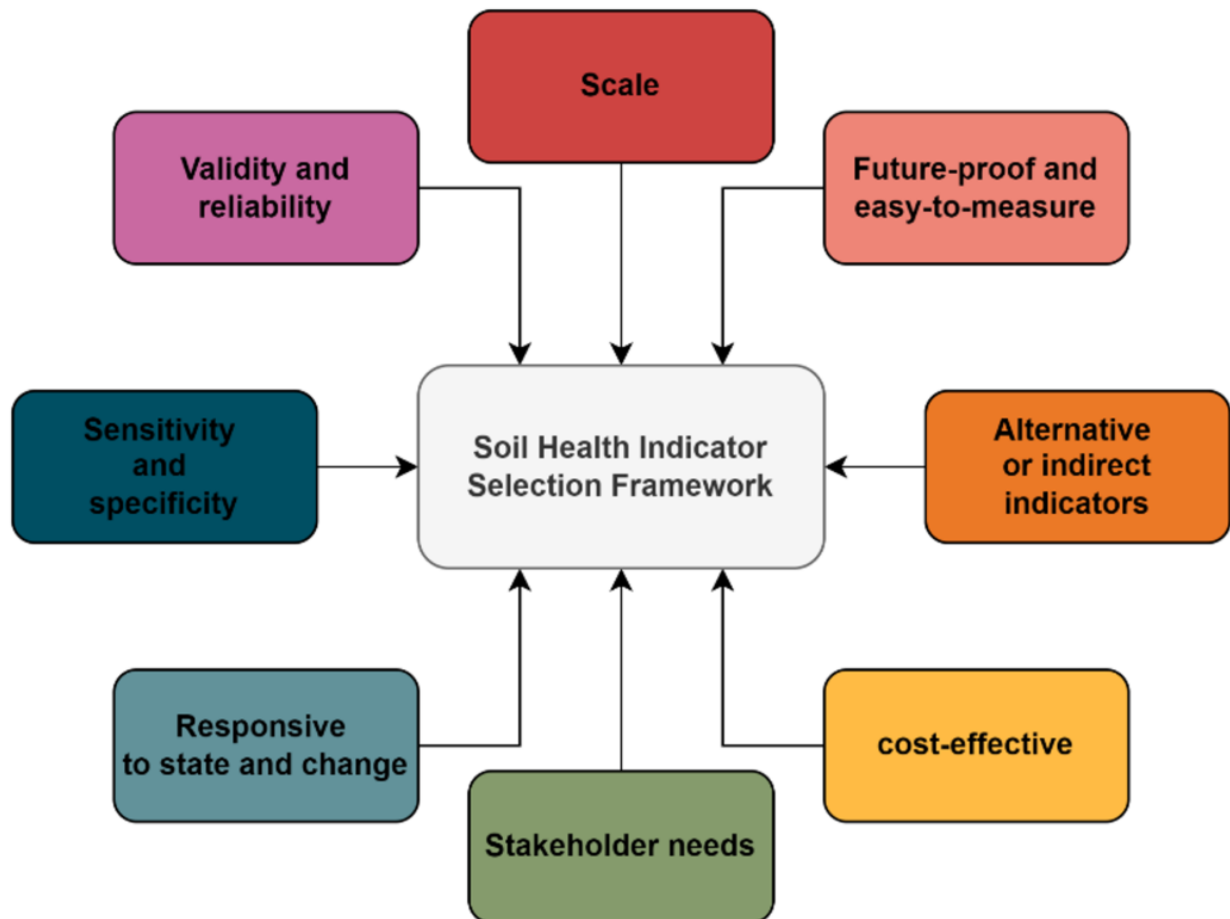 Scale
Validity and
reliability
Future-proof and
easy-to-measure
Sensitivity
and
specificity
Soil Health Indicator
Selection Framework
Alternative
or indirect
indicators
Responsive
to state and change
cost-effective
Stakeholder needs